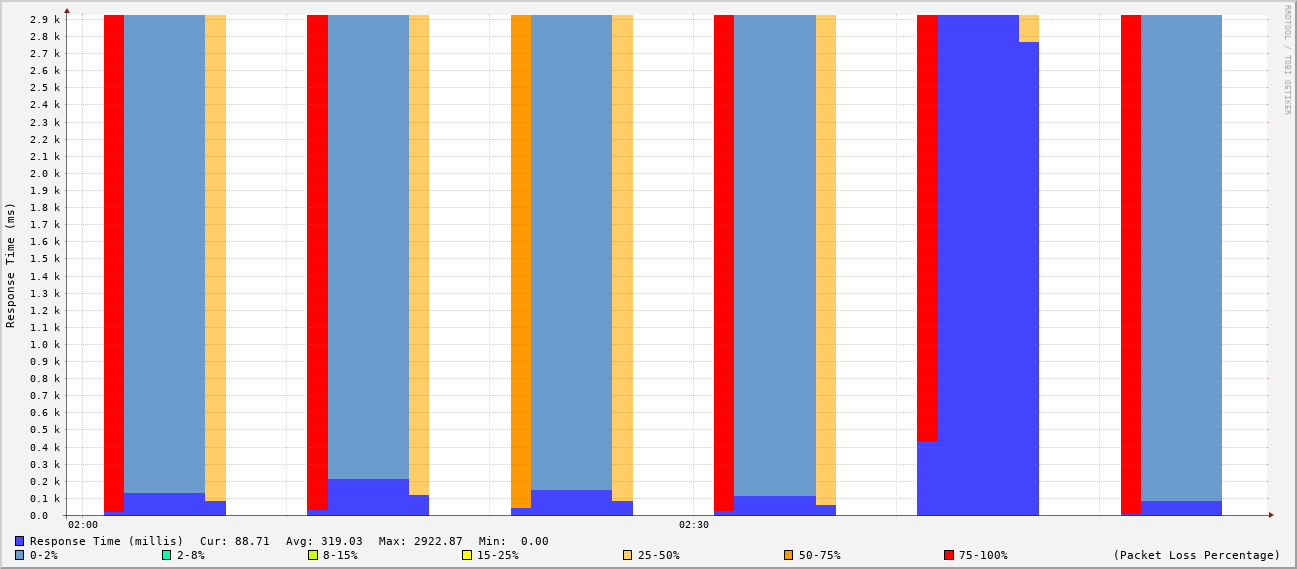 RRDTOOL / TOBI OETIKER
Response Time (ms)
2.9 k
2.8 k
2.7 k
2.6 k
2.5 k
2.4 k
2.3 k
2.2 k
2.1 k
2.0 k
1.9 k
1.8 k
1.7 k
1.6 k
1.5 k
1.4 k
1.3 k
1.2 k
1.1 k
1.0 k
0.9 k
0.8 k
0.7 k
0.6 k
0.5 k
0.4 k
0.3 k
0.2 k
0.1 k
0.0
02:00 02:30
Response Time (millis) Cur: 88.71 Avg: 319.03 Max: 2922.87 Min: 0.00
0-2% 2-8% 8-15% 15-25% 25-50% 50-75% 75-100% (Packet Loss Percentage)